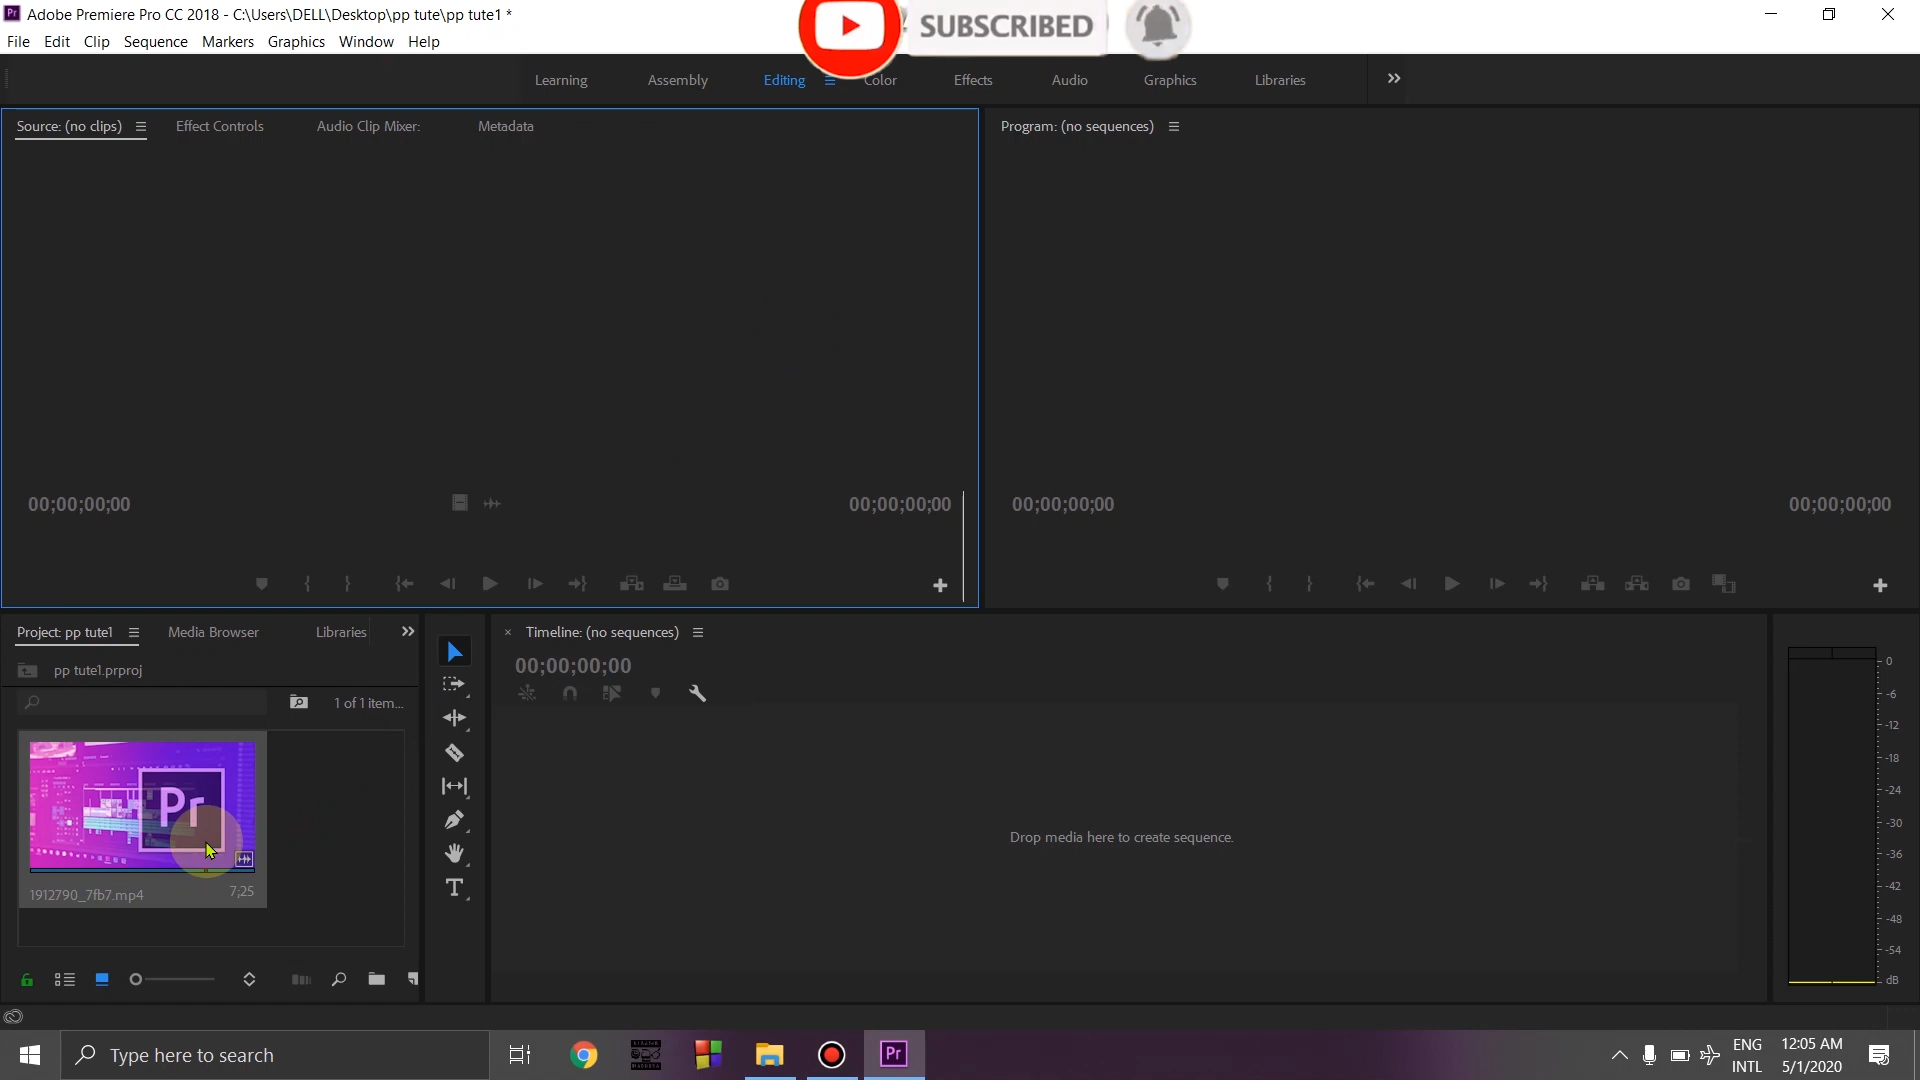 Pr Adobe Premiere Pro CC 2018 - C:\Users\DELL\Desktop\pp tute\pp tute1 *
SUBSCRIBED
File Edit Clip Sequence Markers Graphics Window Help
Learning Assembly Editing Color Effects Audio Graphics Libraries
Source: (no clips) Effect Controls Audio Clip Mixer: Metadata
Program: (no sequences)
00;00;00;00 00;00;00;00
00;00;00;00 00;00;00;00
Project: pp tute1 Media Browser Libraries
pp tute1.prproj
1 of 1 item...
Pr
1912790_7fb7.mp4 7;25
Timeline: (no sequences)
00;00;00;00
Drop media here to create sequence.
0
-6
-12
-18
-24
-30
-36
-42
-48
-54
dB
Type here to search
Pr
ENG
INTL
12:05 AM
5/1/2020